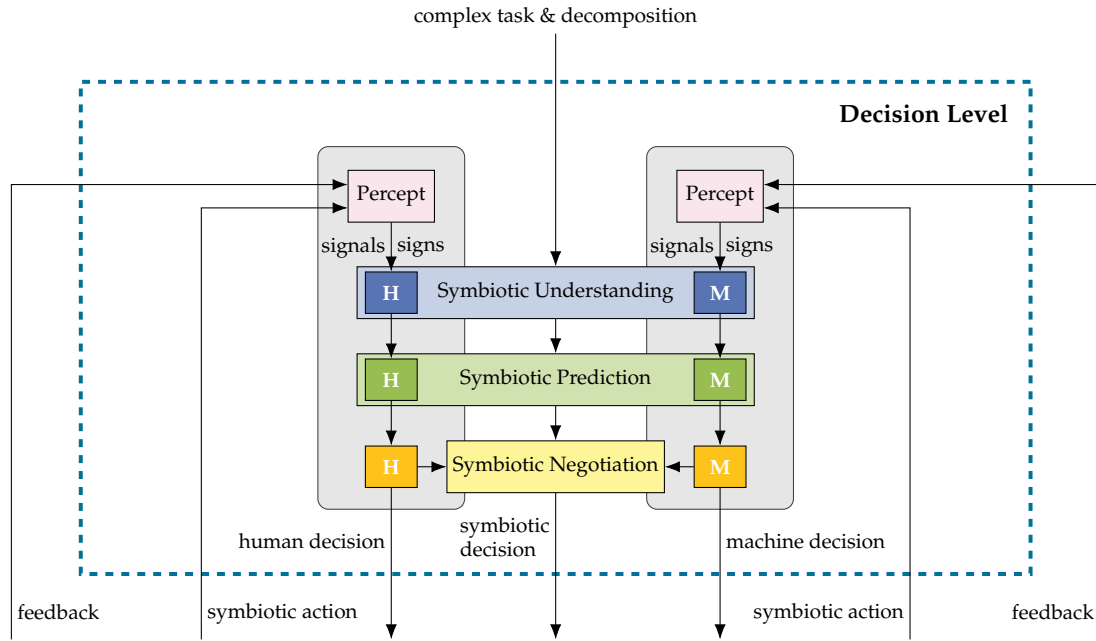 complex task & decomposition
Decision Level
Percept
Percept
signals signs
signals signs
H Symbiotic Understanding M
H Symbiotic Prediction M
H Symbiotic Negotiation M
human decision
symbiotic
decision
machine decision
feedback
symbiotic action
symbiotic action
feedback